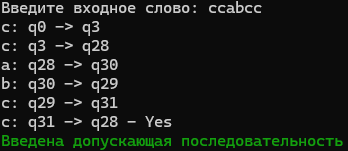 Введите входное слово: ccabcc
c: q0 -> q3
c: q3 -> q28
a: q28 -> q30
b: q30 -> q29
c: q29 -> q31
c: q31 -> q28 - Yes
Введена допускающая последовательность